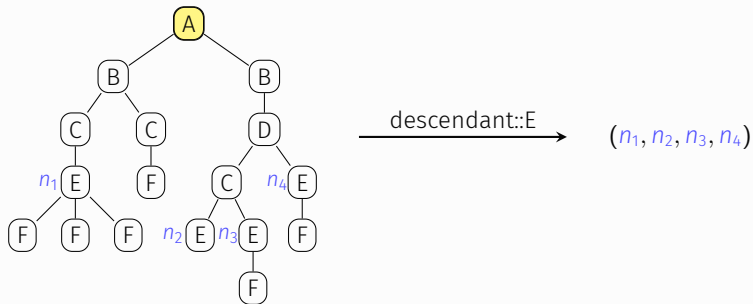 A
B B
C C D
descendant::E
(n₁, n₂, n₃, n₄)
n₁ E F C n₄ E
F F F n₂ E n₃ E F
F